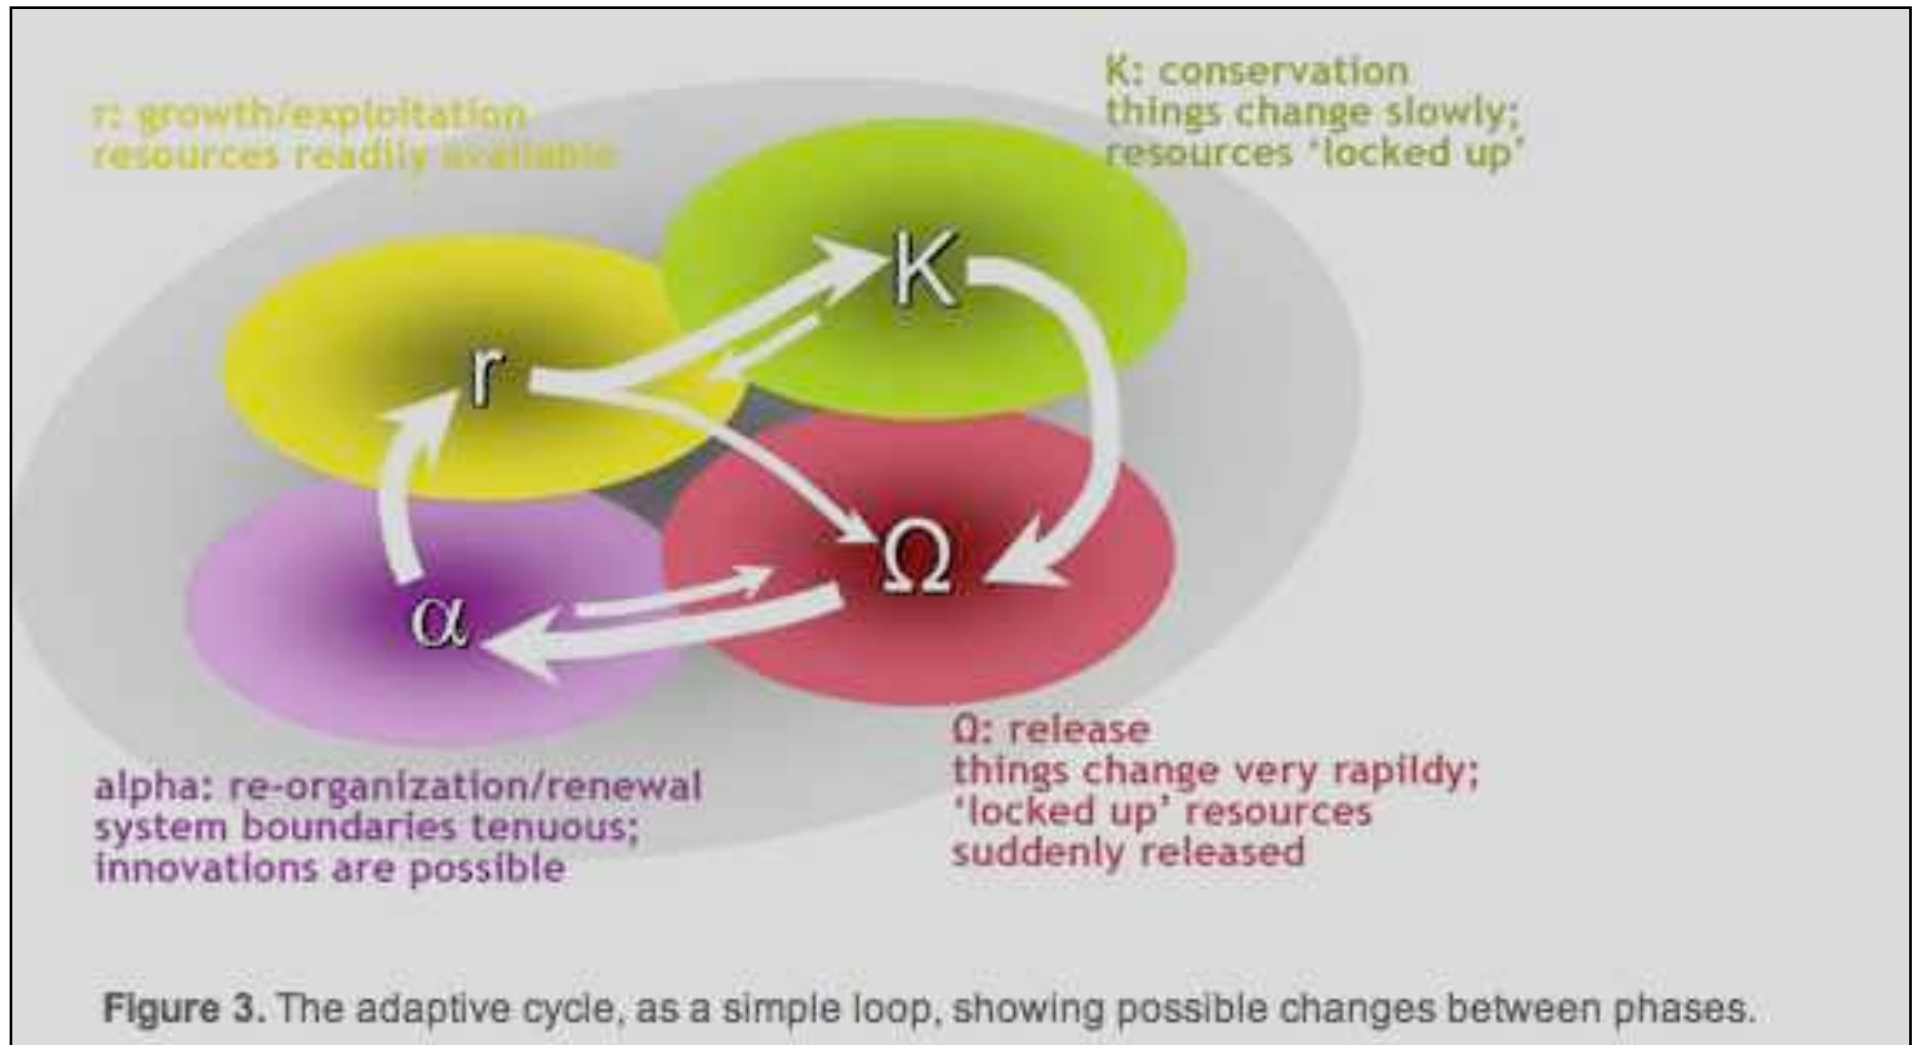 r: growth/exploitation
resources readily available
K: conservation
things change slowly;
resources ‘locked up’
K
r
Ω
α
Ω: release
things change very rapildy;
‘locked up’ resources
suddenly released
alpha: re-organization/renewal
system boundaries tenuous;
innovations are possible
Figure 3. The adaptive cycle, as a simple loop, showing possible changes between phases.